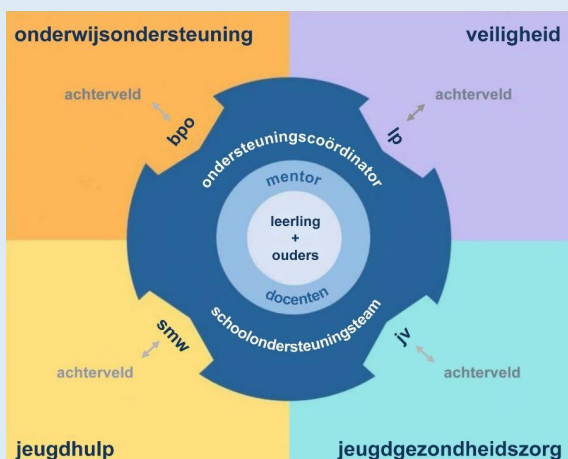 onderwijsondersteuning
veiligheid
achterveld
achterveld
bpo
lp
ondersteuningscoördinator
mentor
leerling
+
ouders
docenten
schoolondersteuningsteam
smw
jv
achterveld
achterveld
jeugdhulp
jeugdgezondheidszorg